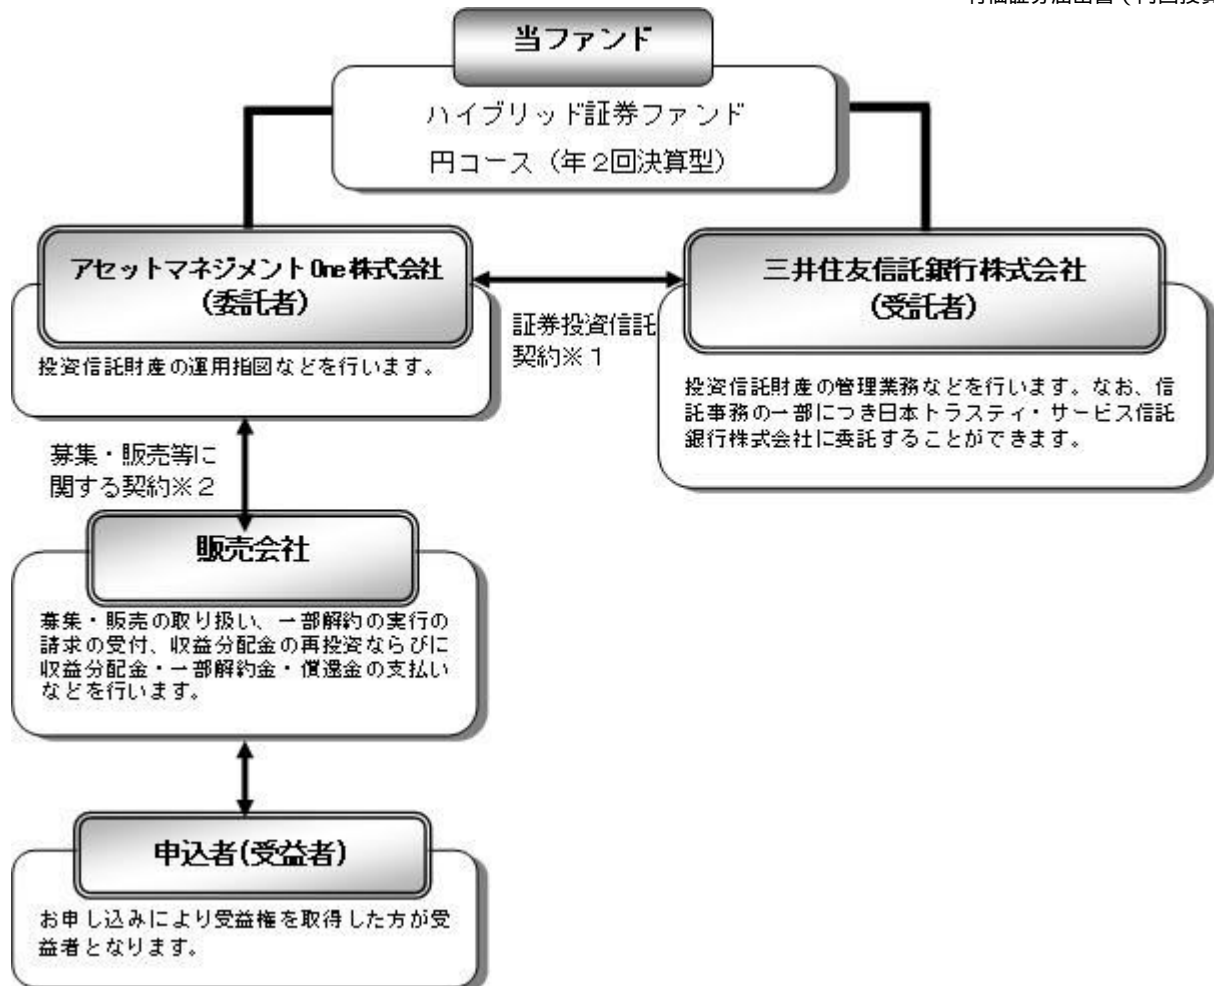 当ファンド
ハイブリッド証券ファンド
円コース（年２回決算型）
アセットマネジメントOne株式会社
（委託者）
投資信託財産の運用指図などを行います。
証券投資信託
契約※１
三井住友信託銀行株式会社
（受託者）
投資信託財産の管理業務などを行います。なお、信
託事務の一部につき日本トラスティ・サービス信託
銀行株式会社に委託することができます。
募集・販売等に
関する契約※２
販売会社
募集・販売の取り扱い、一部解約の実行の
請求の受付、収益分配金の再投資ならびに
収益分配金・一部解約金・償還金の支払い
などを行います。
申込者（受益者）
お申し込みにより受益権を取得した方が受
益者となります。